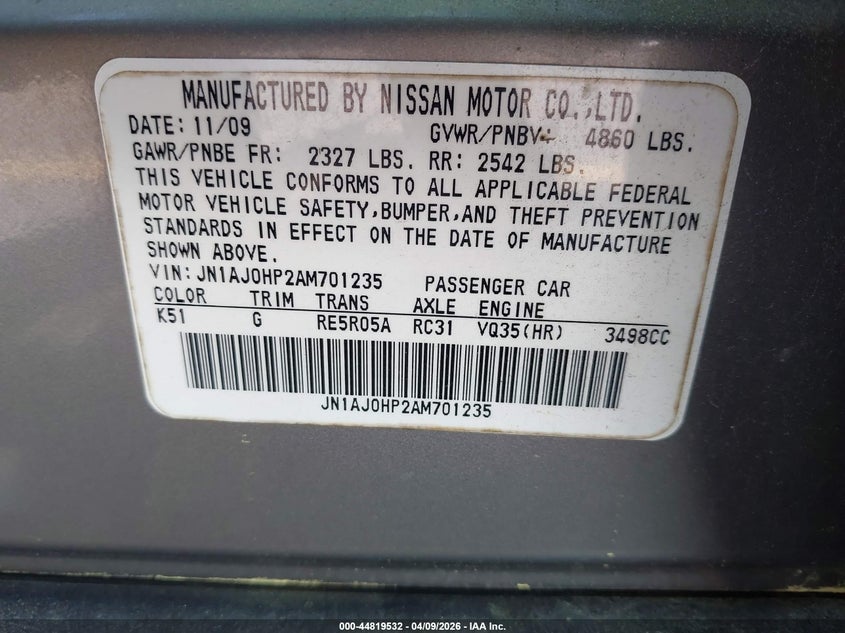 MANUFACTURED BY NISSAN MOTOR CO.,LTD.
DATE: 11/09 GVWR/PNBV: 4860 LBS.
GAWR/PNBE FR: 2327 LBS. RR: 2542 LBS.
THIS VEHICLE CONFORMS TO ALL APPLICABLE FEDERAL
MOTOR VEHICLE SAFETY,BUMPER,AND THEFT PREVENTION
STANDARDS IN EFFECT ON THE DATE OF MANUFACTURE
SHOWN ABOVE.
VIN: JN1AJ0HP2AM701235 PASSENGER CAR
COLOR TRIM TRANS AXLE ENGINE
K51 G RE5R05A RC31 VQ35(HR) 3498CC
JN1AJ0HP2AM701235
000-44819532 - 04/09/2026 - IAA Inc.